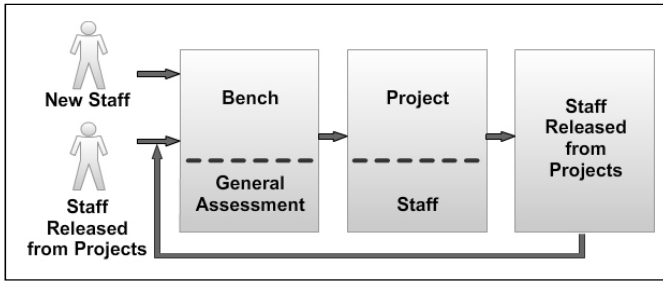 New Staff
Staff
Released
from Projects
Bench
General
Assessment
Project
Staff
Staff
Released
from
Projects